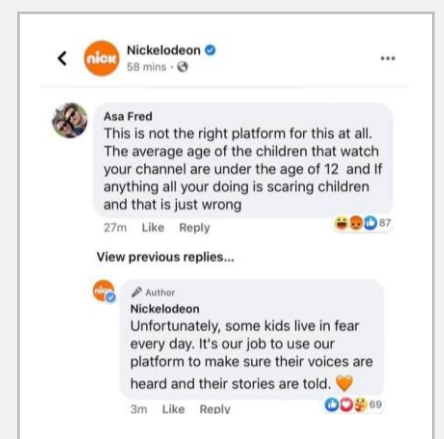 nick
Nickelodeon
58 mins ·
Asa Fred
This is not the right platform for this at all.
The average age of the children that watch
your channel are under the age of 12 and If
anything all your doing is scaring children
and that is just wrong
27m Like Reply
87
View previous replies...
nick
Author
Nickelodeon
Unfortunately, some kids live in fear
every day. It's our job to use our
platform to make sure their voices are
heard and their stories are told. 🧡
3m Like Reply
69